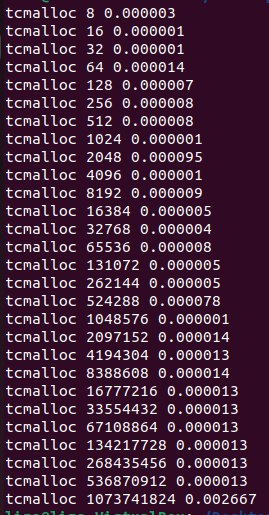 tcmalloc 8 0.000003
tcmalloc 16 0.000001
tcmalloc 32 0.000001
tcmalloc 64 0.000014
tcmalloc 128 0.000007
tcmalloc 256 0.000008
tcmalloc 512 0.000008
tcmalloc 1024 0.000001
tcmalloc 2048 0.000095
tcmalloc 4096 0.000001
tcmalloc 8192 0.000009
tcmalloc 16384 0.000005
tcmalloc 32768 0.000004
tcmalloc 65536 0.000008
tcmalloc 131072 0.000005
tcmalloc 262144 0.000005
tcmalloc 524288 0.000078
tcmalloc 1048576 0.000001
tcmalloc 2097152 0.000014
tcmalloc 4194304 0.000013
tcmalloc 8388608 0.000014
tcmalloc 16777216 0.000013
tcmalloc 33554432 0.000013
tcmalloc 67108864 0.000013
tcmalloc 134217728 0.000013
tcmalloc 268435456 0.000013
tcmalloc 536870912 0.000013
tcmalloc 1073741824 0.002667